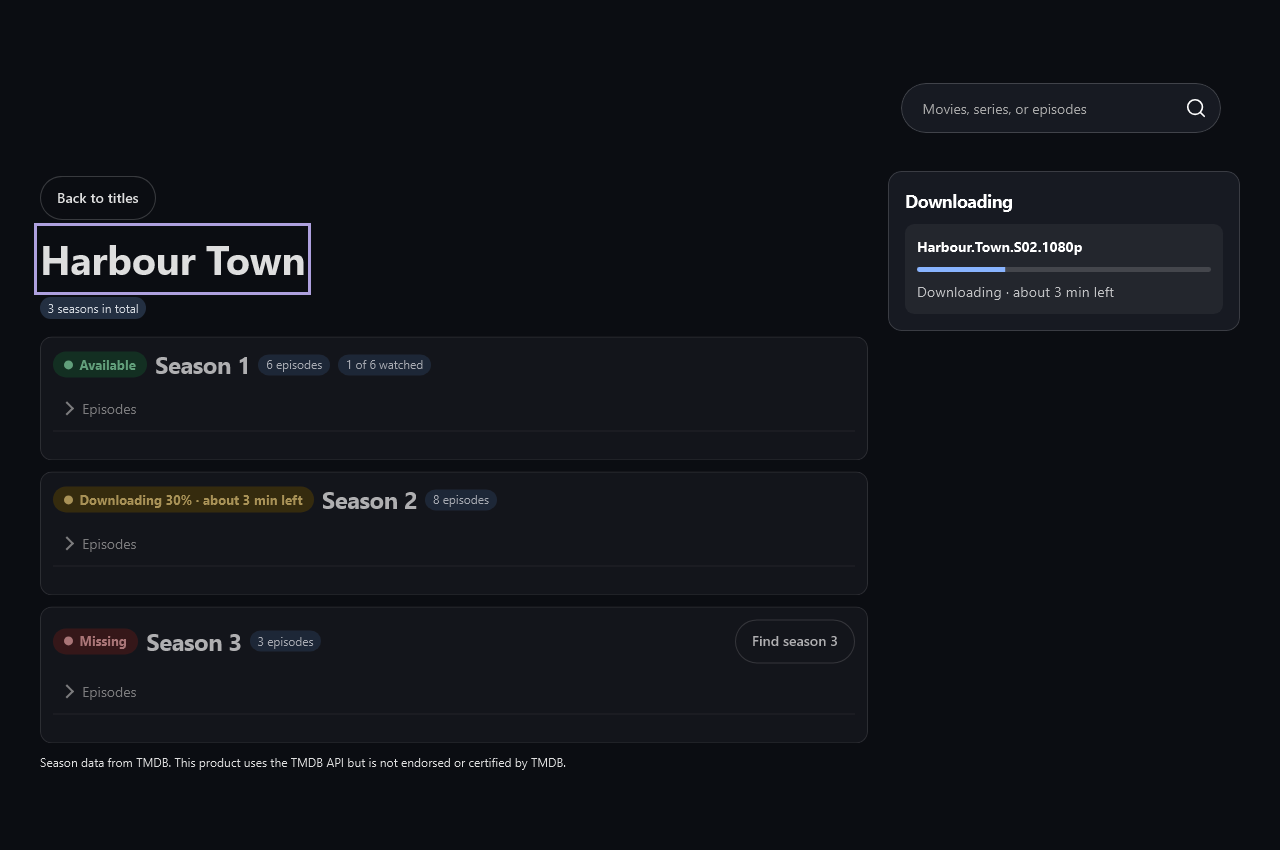 Movies, series, or episodes
Back to titles
Harbour Town
3 seasons in total
Available Season 1 6 episodes 1 of 6 watched
Episodes
Downloading 30% · about 3 min left Season 2 8 episodes
Episodes
Missing Season 3 3 episodes Find season 3
Episodes
Season data from TMDB. This product uses the TMDB API but is not endorsed or certified by TMDB.
Downloading
Harbour.Town.S02.1080p
Downloading · about 3 min left